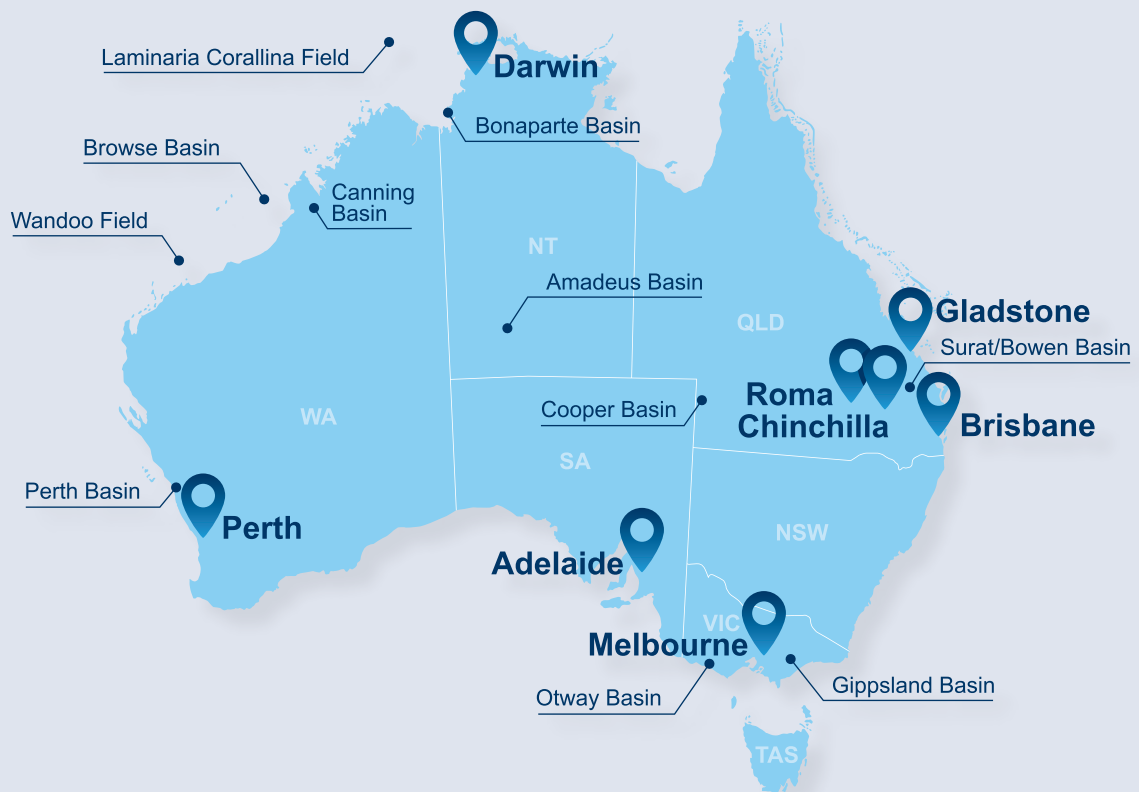 Laminaria Corallina Field
Darwin
Bonaparte Basin
Browse Basin
Canning
Basin
Wandoo Field
NT
Amadeus Basin
QLD
Gladstone
Surat/Bowen Basin
Roma
Chinchilla
Cooper Basin
WA
Brisbane
SA
Perth Basin
Perth
NSW
Adelaide
VIC
Melbourne
Otway Basin
Gippsland Basin
TAS